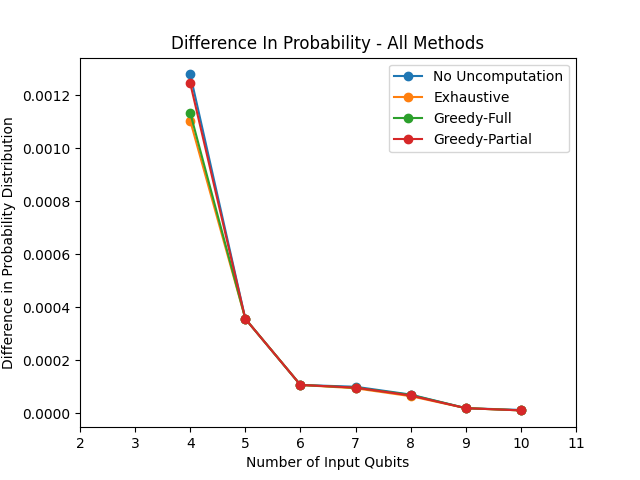 Difference In Probability - All Methods
No Uncomputation
Exhaustive
Greedy-Full
Greedy-Partial
Difference in Probability Distribution
0.0012
0.0010
0.0008
0.0006
0.0004
0.0002
0.0000
2 3 4 5 6 7 8 9 10 11
Number of Input Qubits